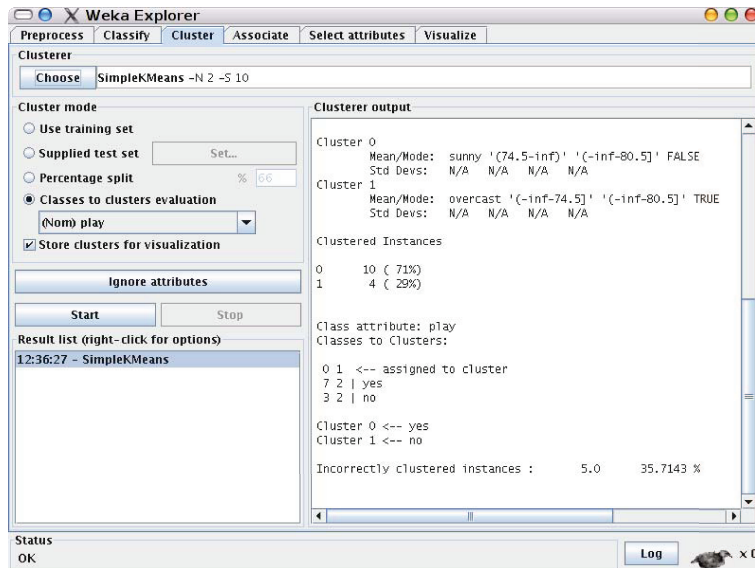 Weka Explorer
Preprocess Classify Cluster Associate Select attributes Visualize
Clusterer
Choose SimpleKMeans -N 2 -S 10
Cluster mode
Use training set
Supplied test set Set...
Percentage split % 66
Classes to clusters evaluation
(Nom) play
Store clusters for visualization
Ignore attributes
Start Stop
Result list (right-click for options)
12:36:27 - SimpleKMeans
Clusterer output
Cluster 0
Mean/Mode: sunny '(74.5-inf)' '(-inf-80.5]' FALSE
Std Devs: N/A N/A N/A N/A
Cluster 1
Mean/Mode: overcast '(-inf-74.5]' '(-inf-80.5]' TRUE
Std Devs: N/A N/A N/A N/A
Clustered Instances
0 10 ( 71%)
1 4 ( 29%)
Class attribute: play
Classes to Clusters:
0 1 <-- assigned to cluster
7 2 | yes
3 2 | no
Cluster 0 <-- yes
Cluster 1 <-- no
Incorrectly clustered instances : 5.0 35.7143 %
Status
OK
Log
x 0